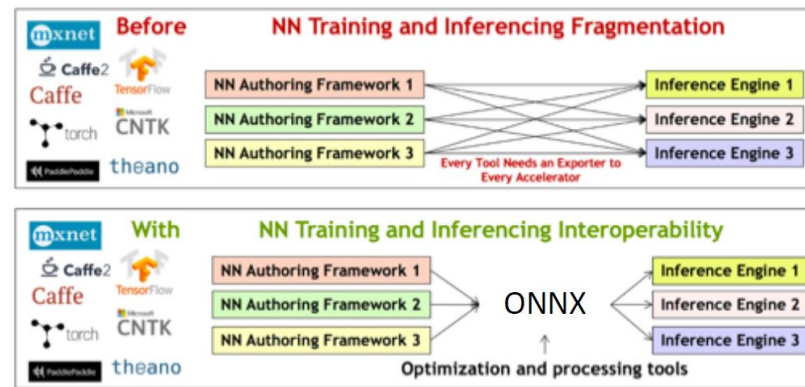 mxnet
Before
NN Training and Inferencing Fragmentation
Caffe2
TensorFlow
Caffe
Microsoft
CNTK
torch
PaddlePaddle
theano
NN Authoring Framework 1
NN Authoring Framework 2
NN Authoring Framework 3
Inference Engine 1
Inference Engine 2
Inference Engine 3
Every Tool Needs an Exporter to
Every Accelerator
mxnet
With
NN Training and Inferencing Interoperability
Caffe2
TensorFlow
Caffe
Microsoft
CNTK
torch
PaddlePaddle
theano
NN Authoring Framework 1
NN Authoring Framework 2
NN Authoring Framework 3
ONNX
Inference Engine 1
Inference Engine 2
Inference Engine 3
Optimization and processing tools